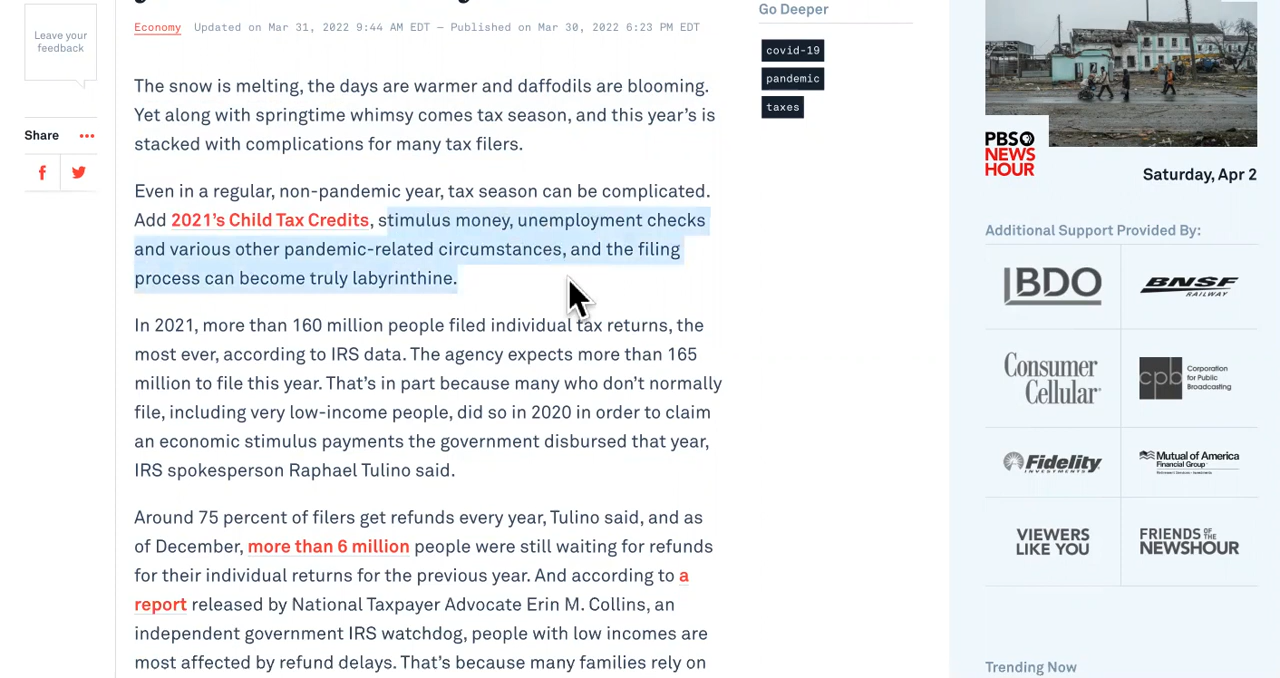 Leave your
feedback
Share
Economy Updated on Mar 31, 2022 9:44 AM EDT — Published on Mar 30, 2022 6:23 PM EDT
The snow is melting, the days are warmer and daffodils are blooming.
Yet along with springtime whimsy comes tax season, and this year’s is
stacked with complications for many tax filers.
Even in a regular, non-pandemic year, tax season can be complicated.
Add 2021’s Child Tax Credits, stimulus money, unemployment checks
and various other pandemic-related circumstances, and the filing
process can become truly labyrinthine.
In 2021, more than 160 million people filed individual tax returns, the
most ever, according to IRS data. The agency expects more than 165
million to file this year. That’s in part because many who don’t normally
file, including very low-income people, did so in 2020 in order to claim
an economic stimulus payments the government disbursed that year,
IRS spokesperson Raphael Tulino said.
Around 75 percent of filers get refunds every year, Tulino said, and as
of December, more than 6 million people were still waiting for refunds
for their individual returns for the previous year. And according to a
report released by National Taxpayer Advocate Erin M. Collins, an
independent government IRS watchdog, people with low incomes are
most affected by refund delays. That’s because many families rely on
Go Deeper
covid-19
pandemic
taxes
PBS
NEWS
HOUR
Saturday, Apr 2
Additional Support Provided By:
IBDO
BNSF
RAILWAY
Consumer
Cellular
cpb Corporation
for Public
Broadcasting
Fidelity
INVESTMENTS
Mutual of America
Financial Group
VIEWERS
LIKE YOU
FRIENDS OF THE
NEWSHOUR
Trending Now